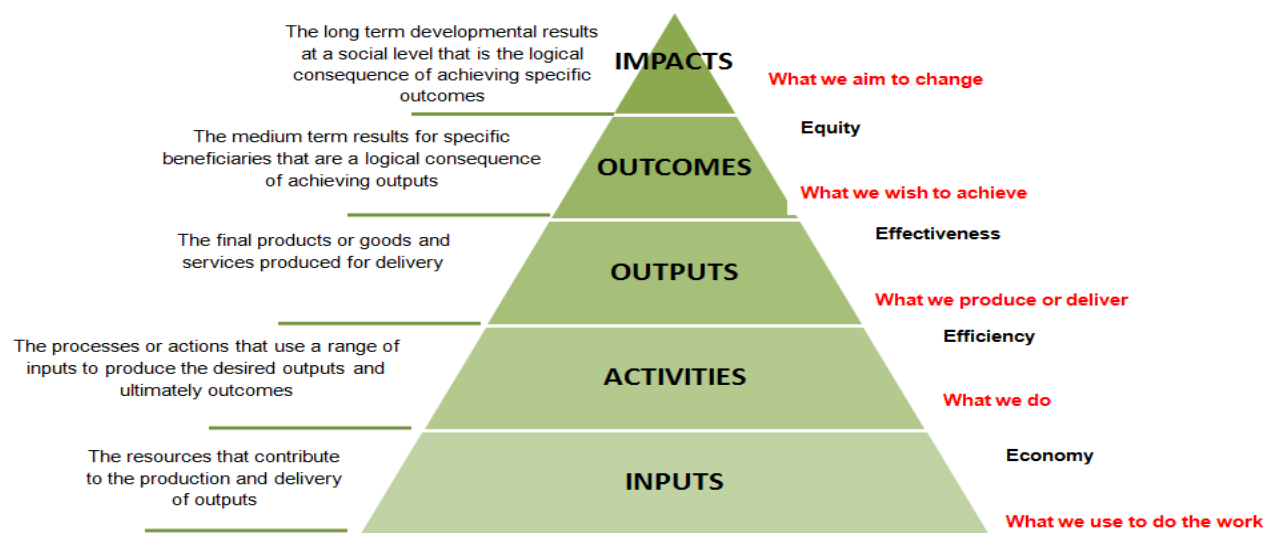 The long term developmental results
at a social level that is the logical
consequence of achieving specific
outcomes
IMPACTS
What we aim to change
The medium term results for specific
beneficiaries that are a logical consequence
of achieving outputs
OUTCOMES
Equity
What we wish to achieve
The final products or goods and
services produced for delivery
OUTPUTS
Effectiveness
What we produce or deliver
The processes or actions that use a range of
inputs to produce the desired outputs and
ultimately outcomes
ACTIVITIES
Efficiency
What we do
The resources that contribute
to the production and delivery
of outputs
INPUTS
Economy
What we use to do the work